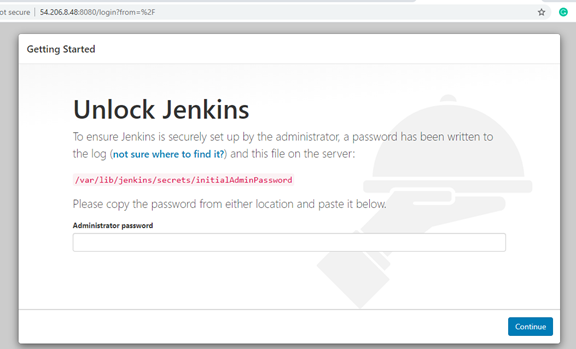 ot secure | 54.206.8.48:8080/login?from=%2F
Getting Started
Unlock Jenkins
To ensure Jenkins is securely set up by the administrator, a password has been written to
the log (not sure where to find it?) and this file on the server:
/var/lib/jenkins/secrets/initialAdminPassword
Please copy the password from either location and paste it below.
Administrator password
Continue